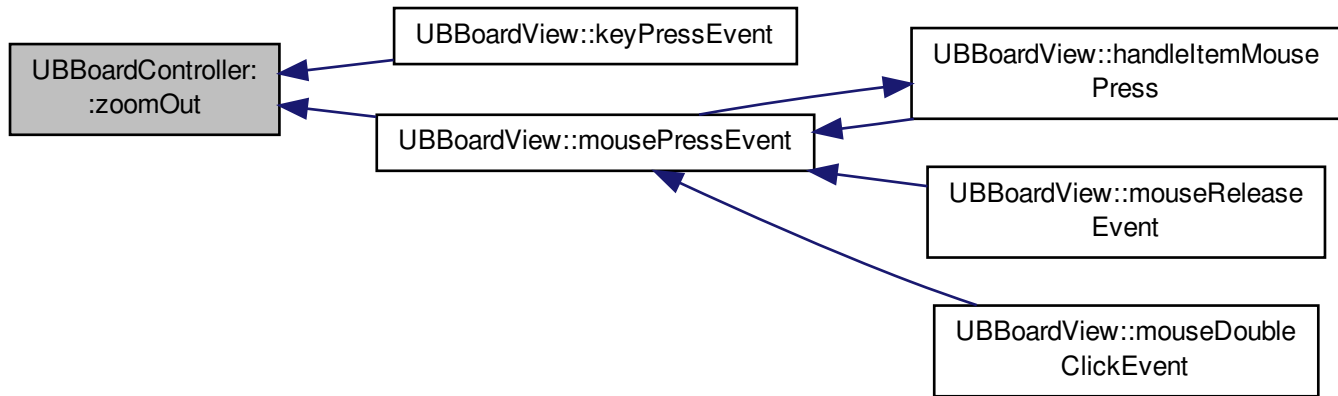 UBBoardController:
:zoomOut
UBBoardView::keyPressEvent
UBBoardView::mousePressEvent
UBBoardView::handleItemMouse
Press
UBBoardView::mouseRelease
Event
UBBoardView::mouseDouble
ClickEvent